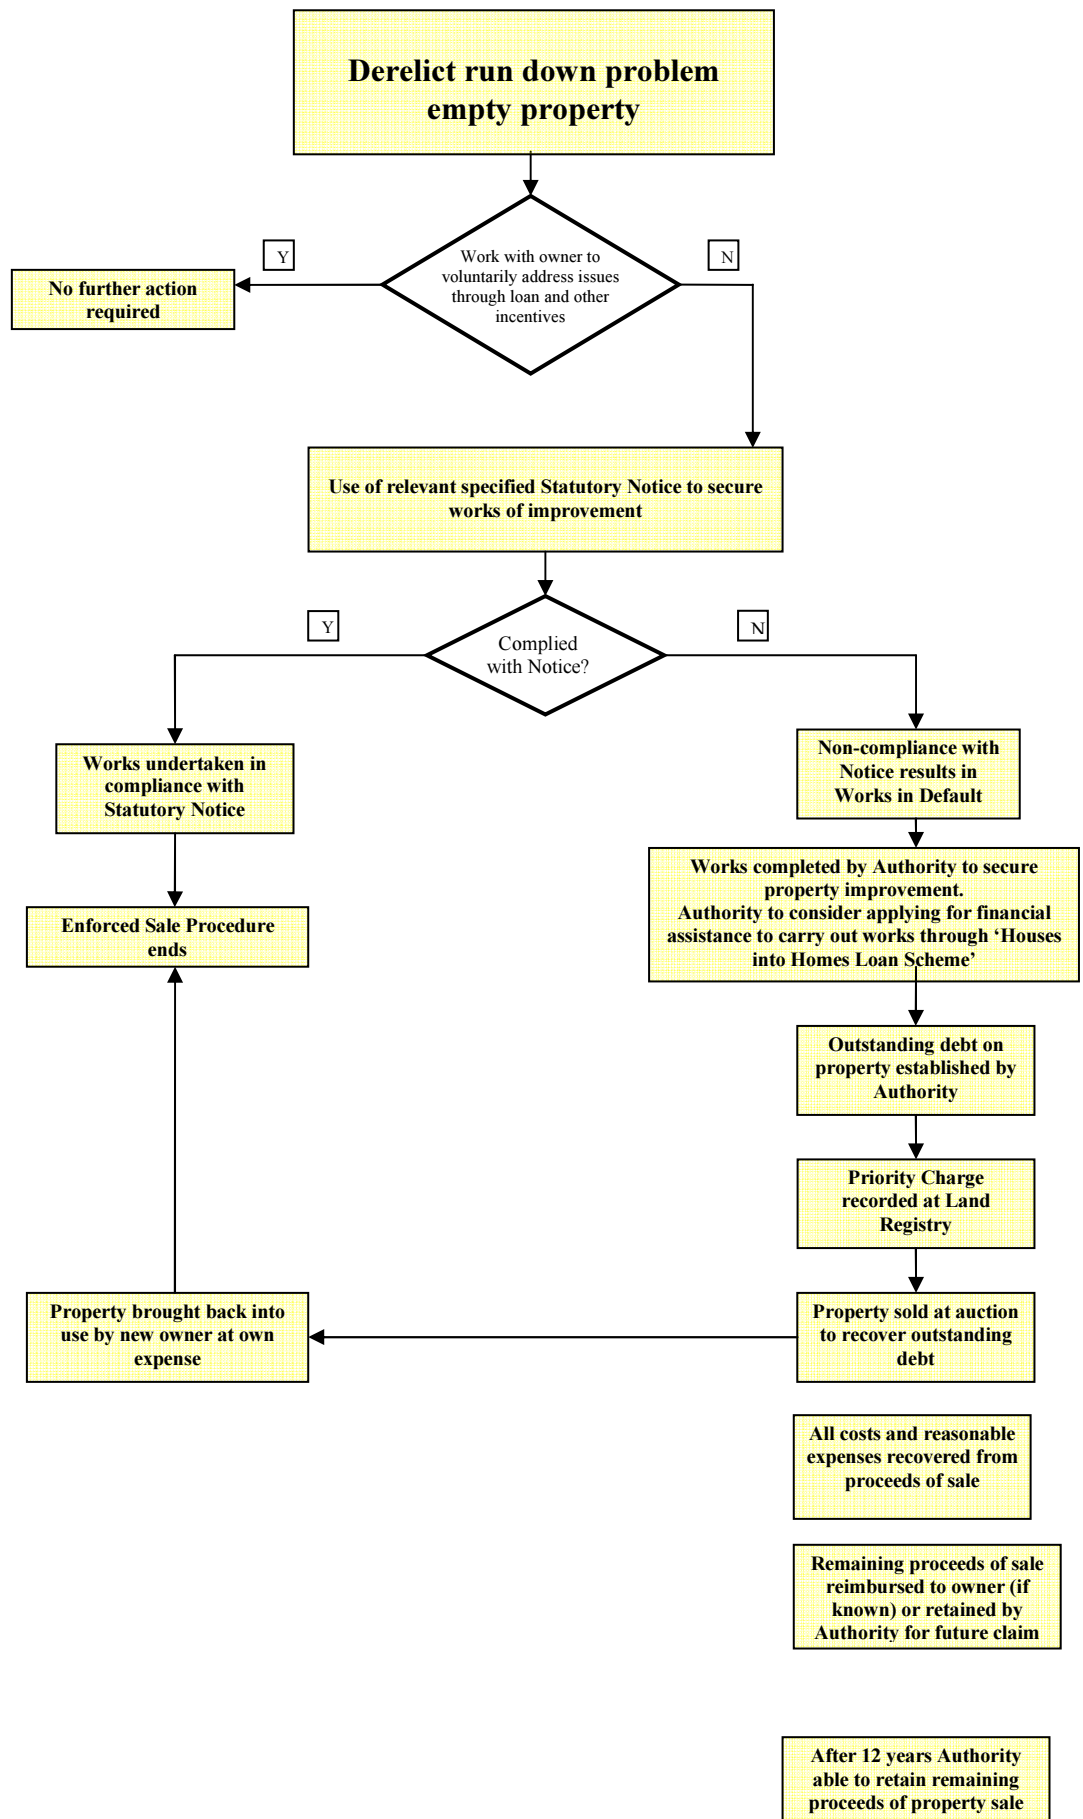 Derelict run down problem
empty property
Y
N
Work with owner to
voluntarily address issues
through loan and other
incentives
No further action
required
Use of relevant specified Statutory Notice to secure
works of improvement
Y
N
Complied
with Notice?
Works undertaken in
compliance with
Statutory Notice
Non-compliance with
Notice results in
Works in Default
Works completed by Authority to secure
property improvement.
Authority to consider applying for financial
assistance to carry out works through ‘Houses
into Homes Loan Scheme’
Enforced Sale Procedure
ends
Outstanding debt on
property established by
Authority
Priority Charge
recorded at Land
Registry
Property brought back into
use by new owner at own
expense
Property sold at auction
to recover outstanding
debt
All costs and reasonable
expenses recovered from
proceeds of sale
Remaining proceeds of sale
reimbursed to owner (if
known) or retained by
Authority for future claim
After 12 years Authority
able to retain remaining
proceeds of property sale